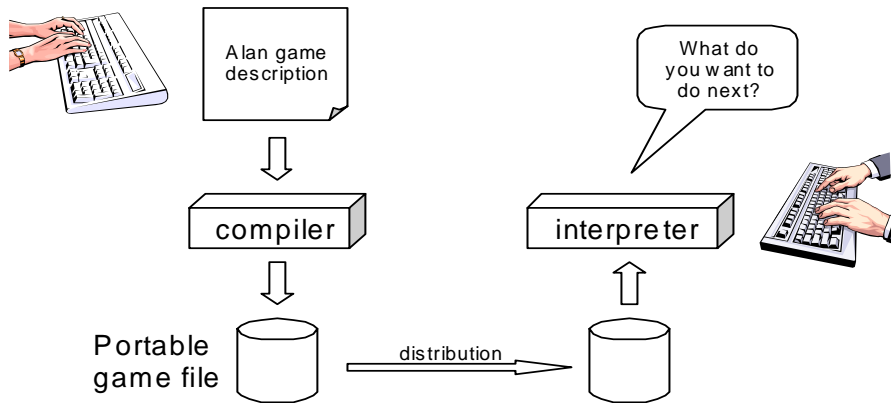 Alan game
description
What do
you want to
do next?
compiler
interpreter
Portable
game file
distribution